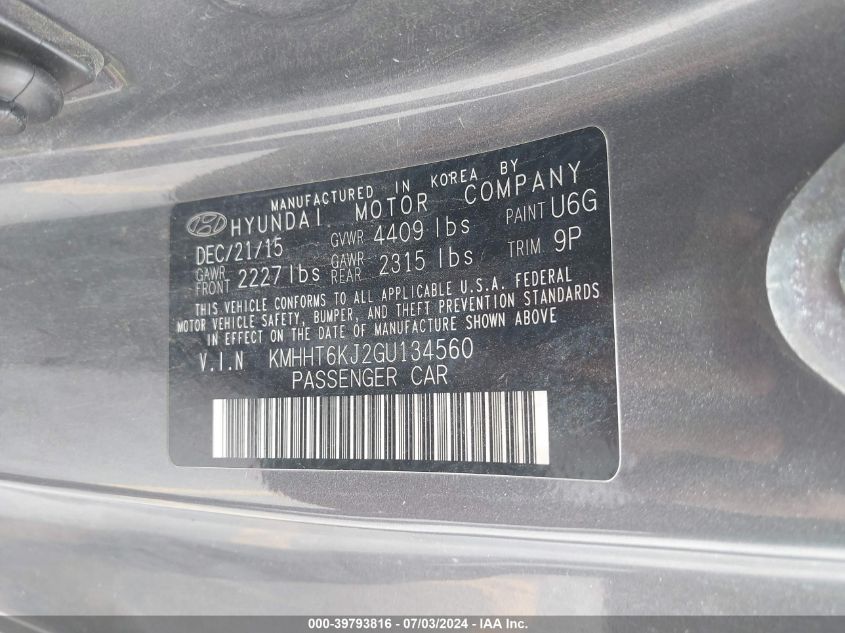 MANUFACTURED IN KOREA BY
HYUNDAI MOTOR COMPANY
DEC/21/15 GVWR 4409 lbs PAINT U6G
GAWR FRONT 2227 lbs GAWR REAR 2315 lbs TRIM 9P
THIS VEHICLE CONFORMS TO ALL APPLICABLE U.S.A. FEDERAL
MOTOR VEHICLE SAFETY, BUMPER, AND THEFT PREVENTION STANDARDS
IN EFFECT ON THE DATE OF MANUFACTURE SHOWN ABOVE
V.I.N KMHHT6KJ2GU134560
PASSENGER CAR
000-39793816 - 07/03/2024 - IAA Inc.